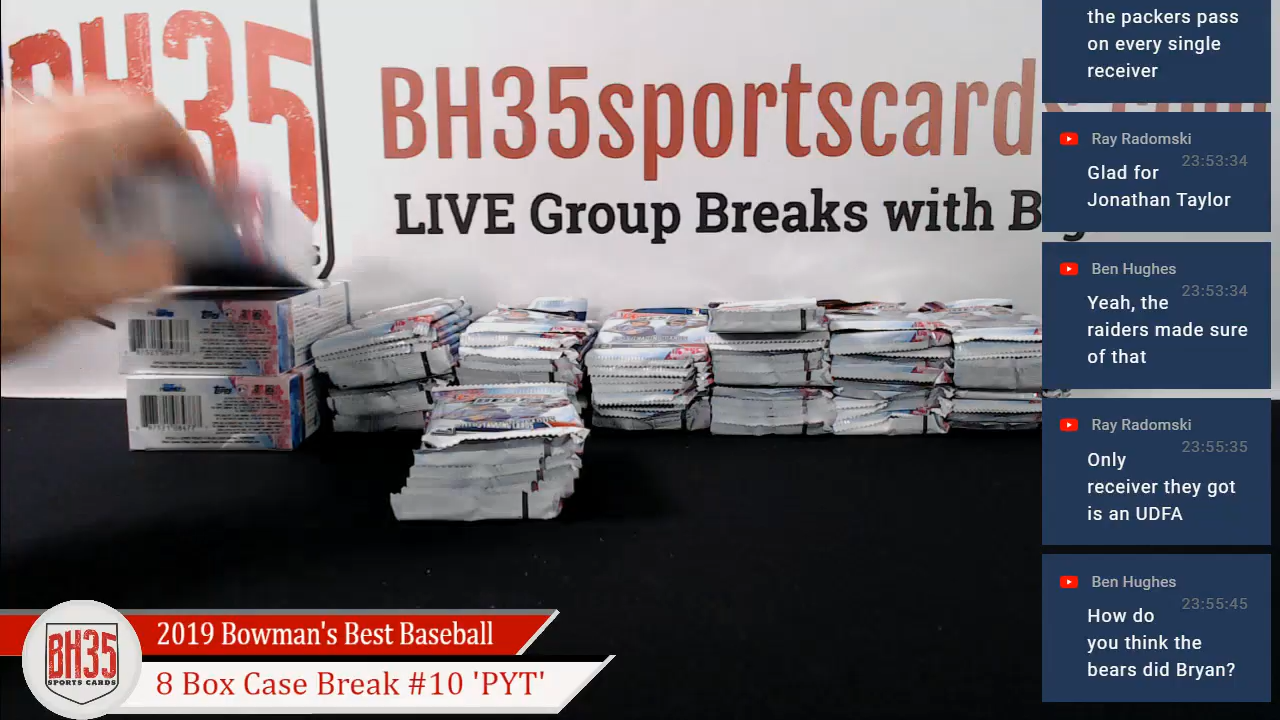 BH35
BH35sportscard
LIVE Group Breaks with B
the packers pass
on every single
receiver
Ray Radomski
23:53:34
Glad for
Jonathan Taylor
Ben Hughes
23:53:34
Yeah, the
raiders made sure
of that
Ray Radomski
23:55:35
Only
receiver they got
is an UDFA
Ben Hughes
23:55:45
How do
you think the
bears did Bryan?
2019 Bowman's Best Baseball
8 Box Case Break #10 'PYT'
BH35
SPORTS CARDS